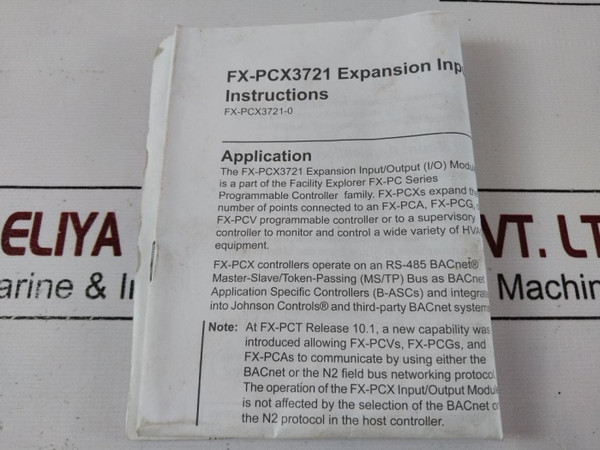 FX-PCX3721 Expansion
Instructions
FX-PCX3721-0
Application
The FX-PCX3721 Expansion Input/Output (I/O)
is a part of the Facility Explorer FX-PC Series
Programmable Controller family. FX-PCXs expand the
number of points connected to an FX-PCA, FX-PCG,
FX-PCV programmable controller or to a supervisory
controller to monitor and control a wide variety of
equipment.
FX-PCX controllers operate on an RS-485 BACnet®
Master-Slave/Token-Passing (MS/TP) Bus as BACnet
Application Specific Controllers (B-ASCs) and integrate
into Johnson Controls® and third-party BACnet systems
Note: At FX-PCT Release 10.1, a new capability was
introduced allowing FX-PCVs, FX-PCGs, and
FX-PCAs to communicate by using either the
BACnet or the N2 field bus networking protocol.
The operation of the FX-PCX Input/Output Module
is not affected by the selection of the BACnet
the N2 protocol in the host controller.
ELIYA VT. LT
arine & Machin